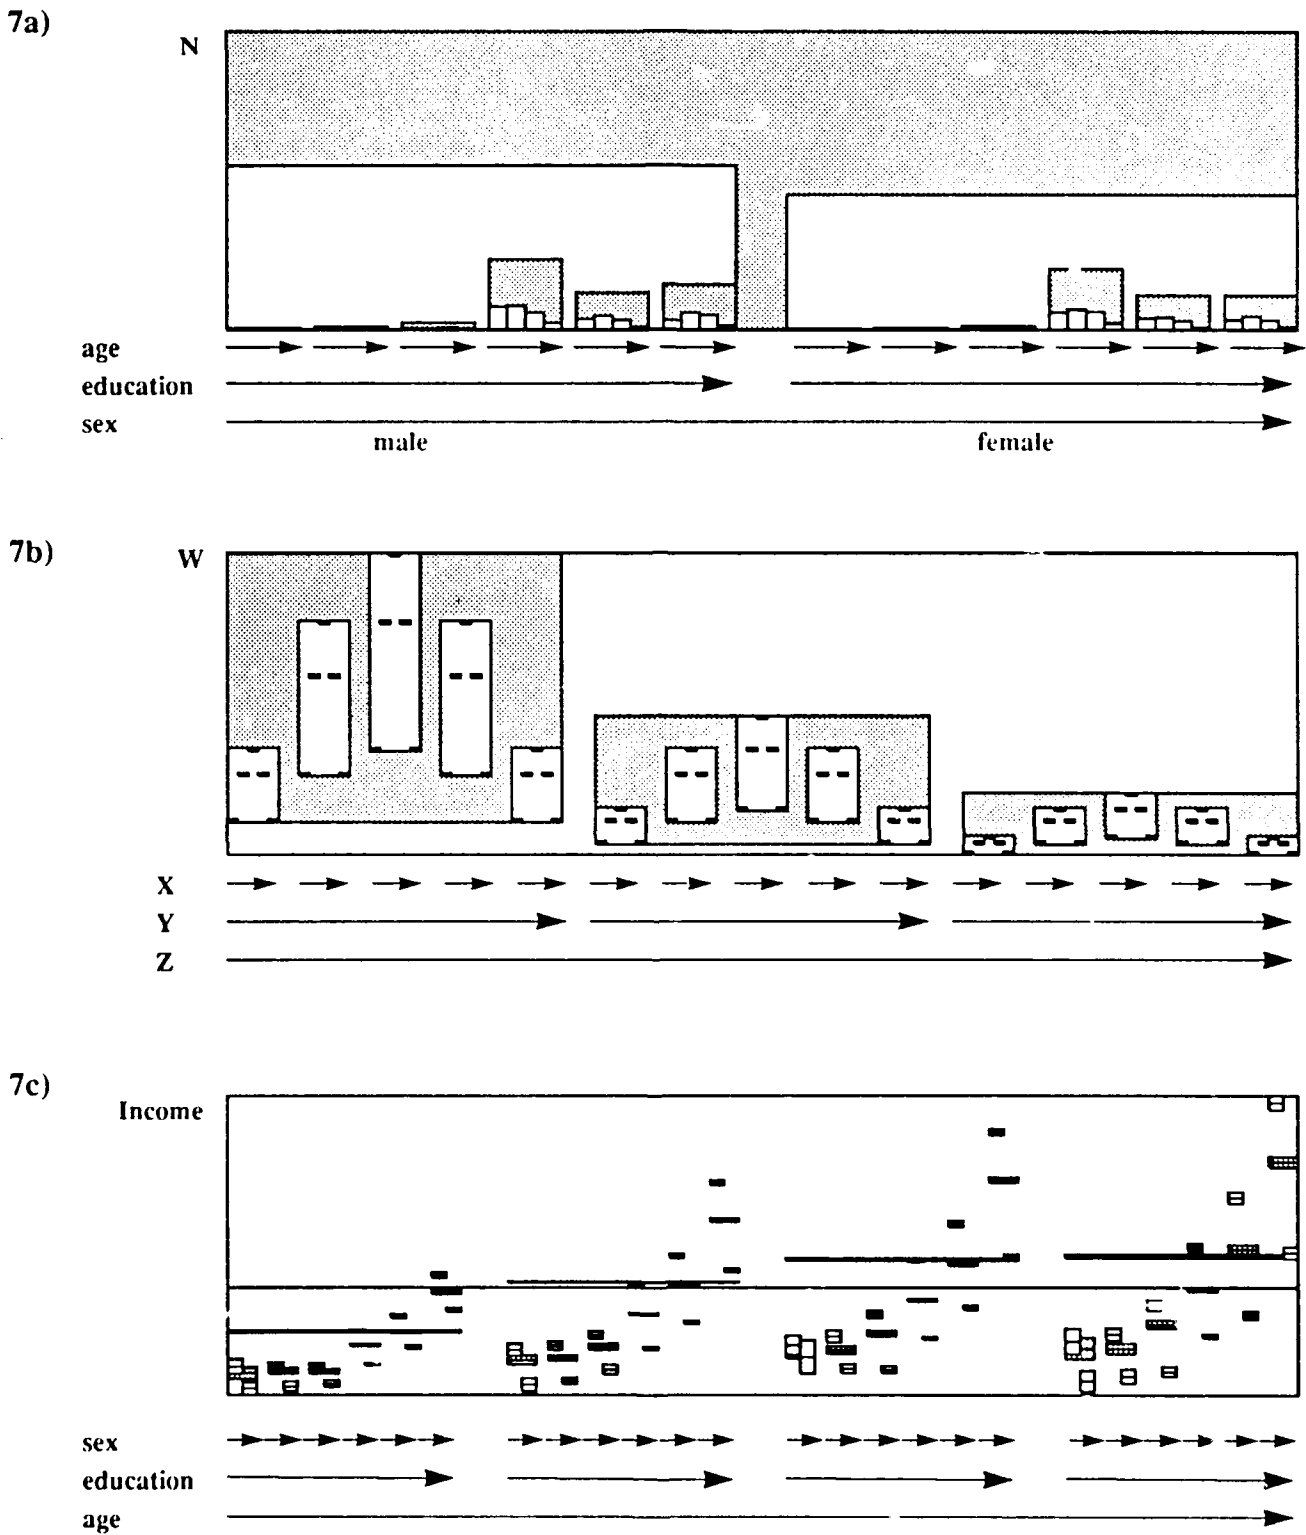 7a)
N
age
education
sex
male female
7b)
W
X
Y
Z
7c)
Income
sex
education
age